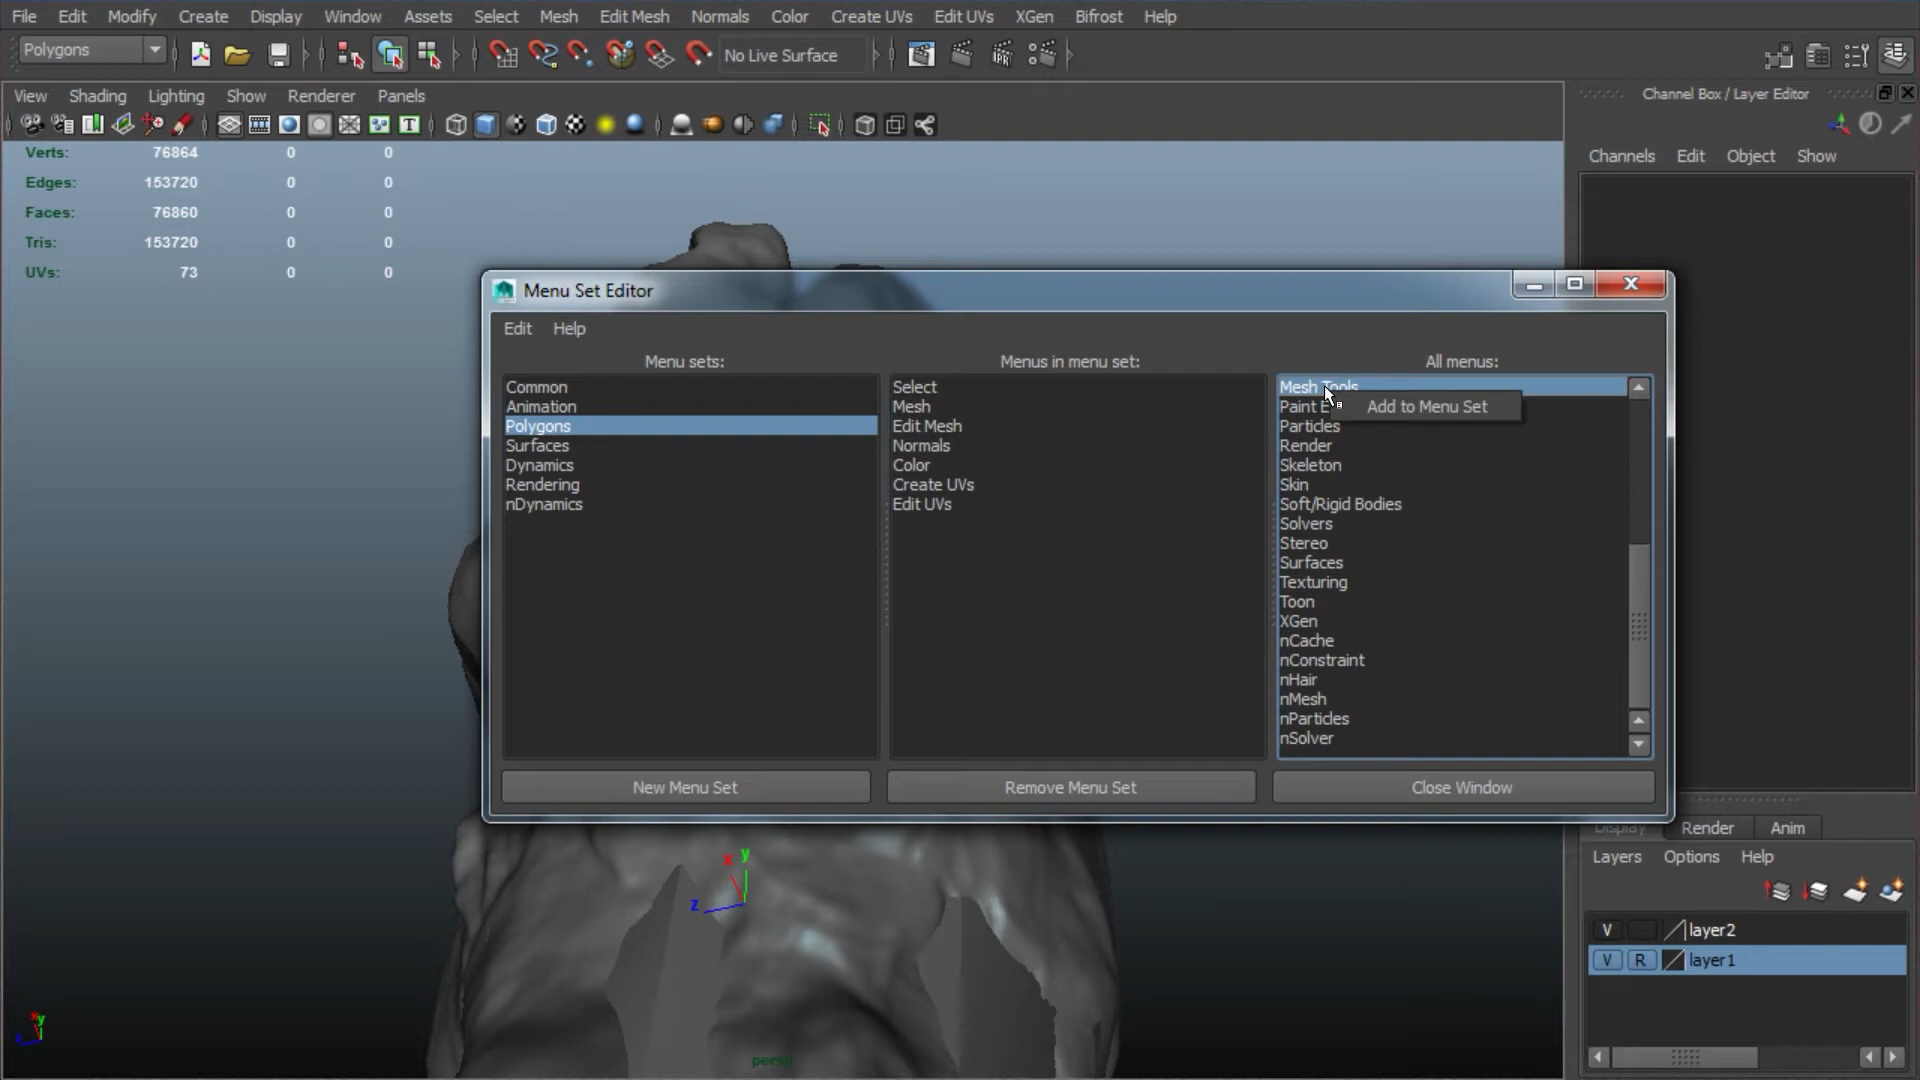 File Edit Modify Create Display Window Assets Select Mesh Edit Mesh Normals Color Create UVs Edit UVs XGen Bifrost Help
Polygons
No Live Surface
IPR
View Shading Lighting Show Renderer Panels
Channel Box / Layer Editor
Channels Edit Object Show
Verts: 76864 0 0
Edges: 153720 0 0
Faces: 76860 0 0
Tris: 153720 0 0
UVs: 73 0 0
Menu Set Editor
Edit Help
Menu sets:
Common
Animation
Polygons
Surfaces
Dynamics
Rendering
nDynamics
Menus in menu set:
Select
Mesh
Edit Mesh
Normals
Color
Create UVs
Edit UVs
All menus:
Mesh Tools
Paint E
Add to Menu Set
Particles
Render
Skeleton
Skin
Soft/Rigid Bodies
Solvers
Stereo
Surfaces
Texturing
Toon
XGen
nCache
nConstraint
nHair
nMesh
nParticles
nSolver
New Menu Set
Remove Menu Set
Close Window
Display Render Anim
Layers Options Help
V layer2
V R layer1
x y
z
x y
persp